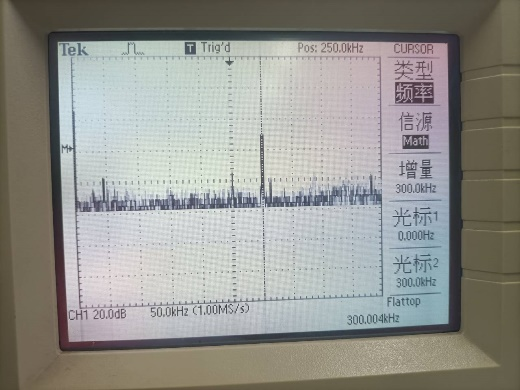 Tek T Trig'd Pos: 250.0kHz CURSOR
类型
频率
信源
Math
M
增量
300.0kHz
光标1
0.000Hz
光标2
300.0kHz
Flattop
CH1 20.0dB 50.0kHz (1.00MS/s)
300.004kHz